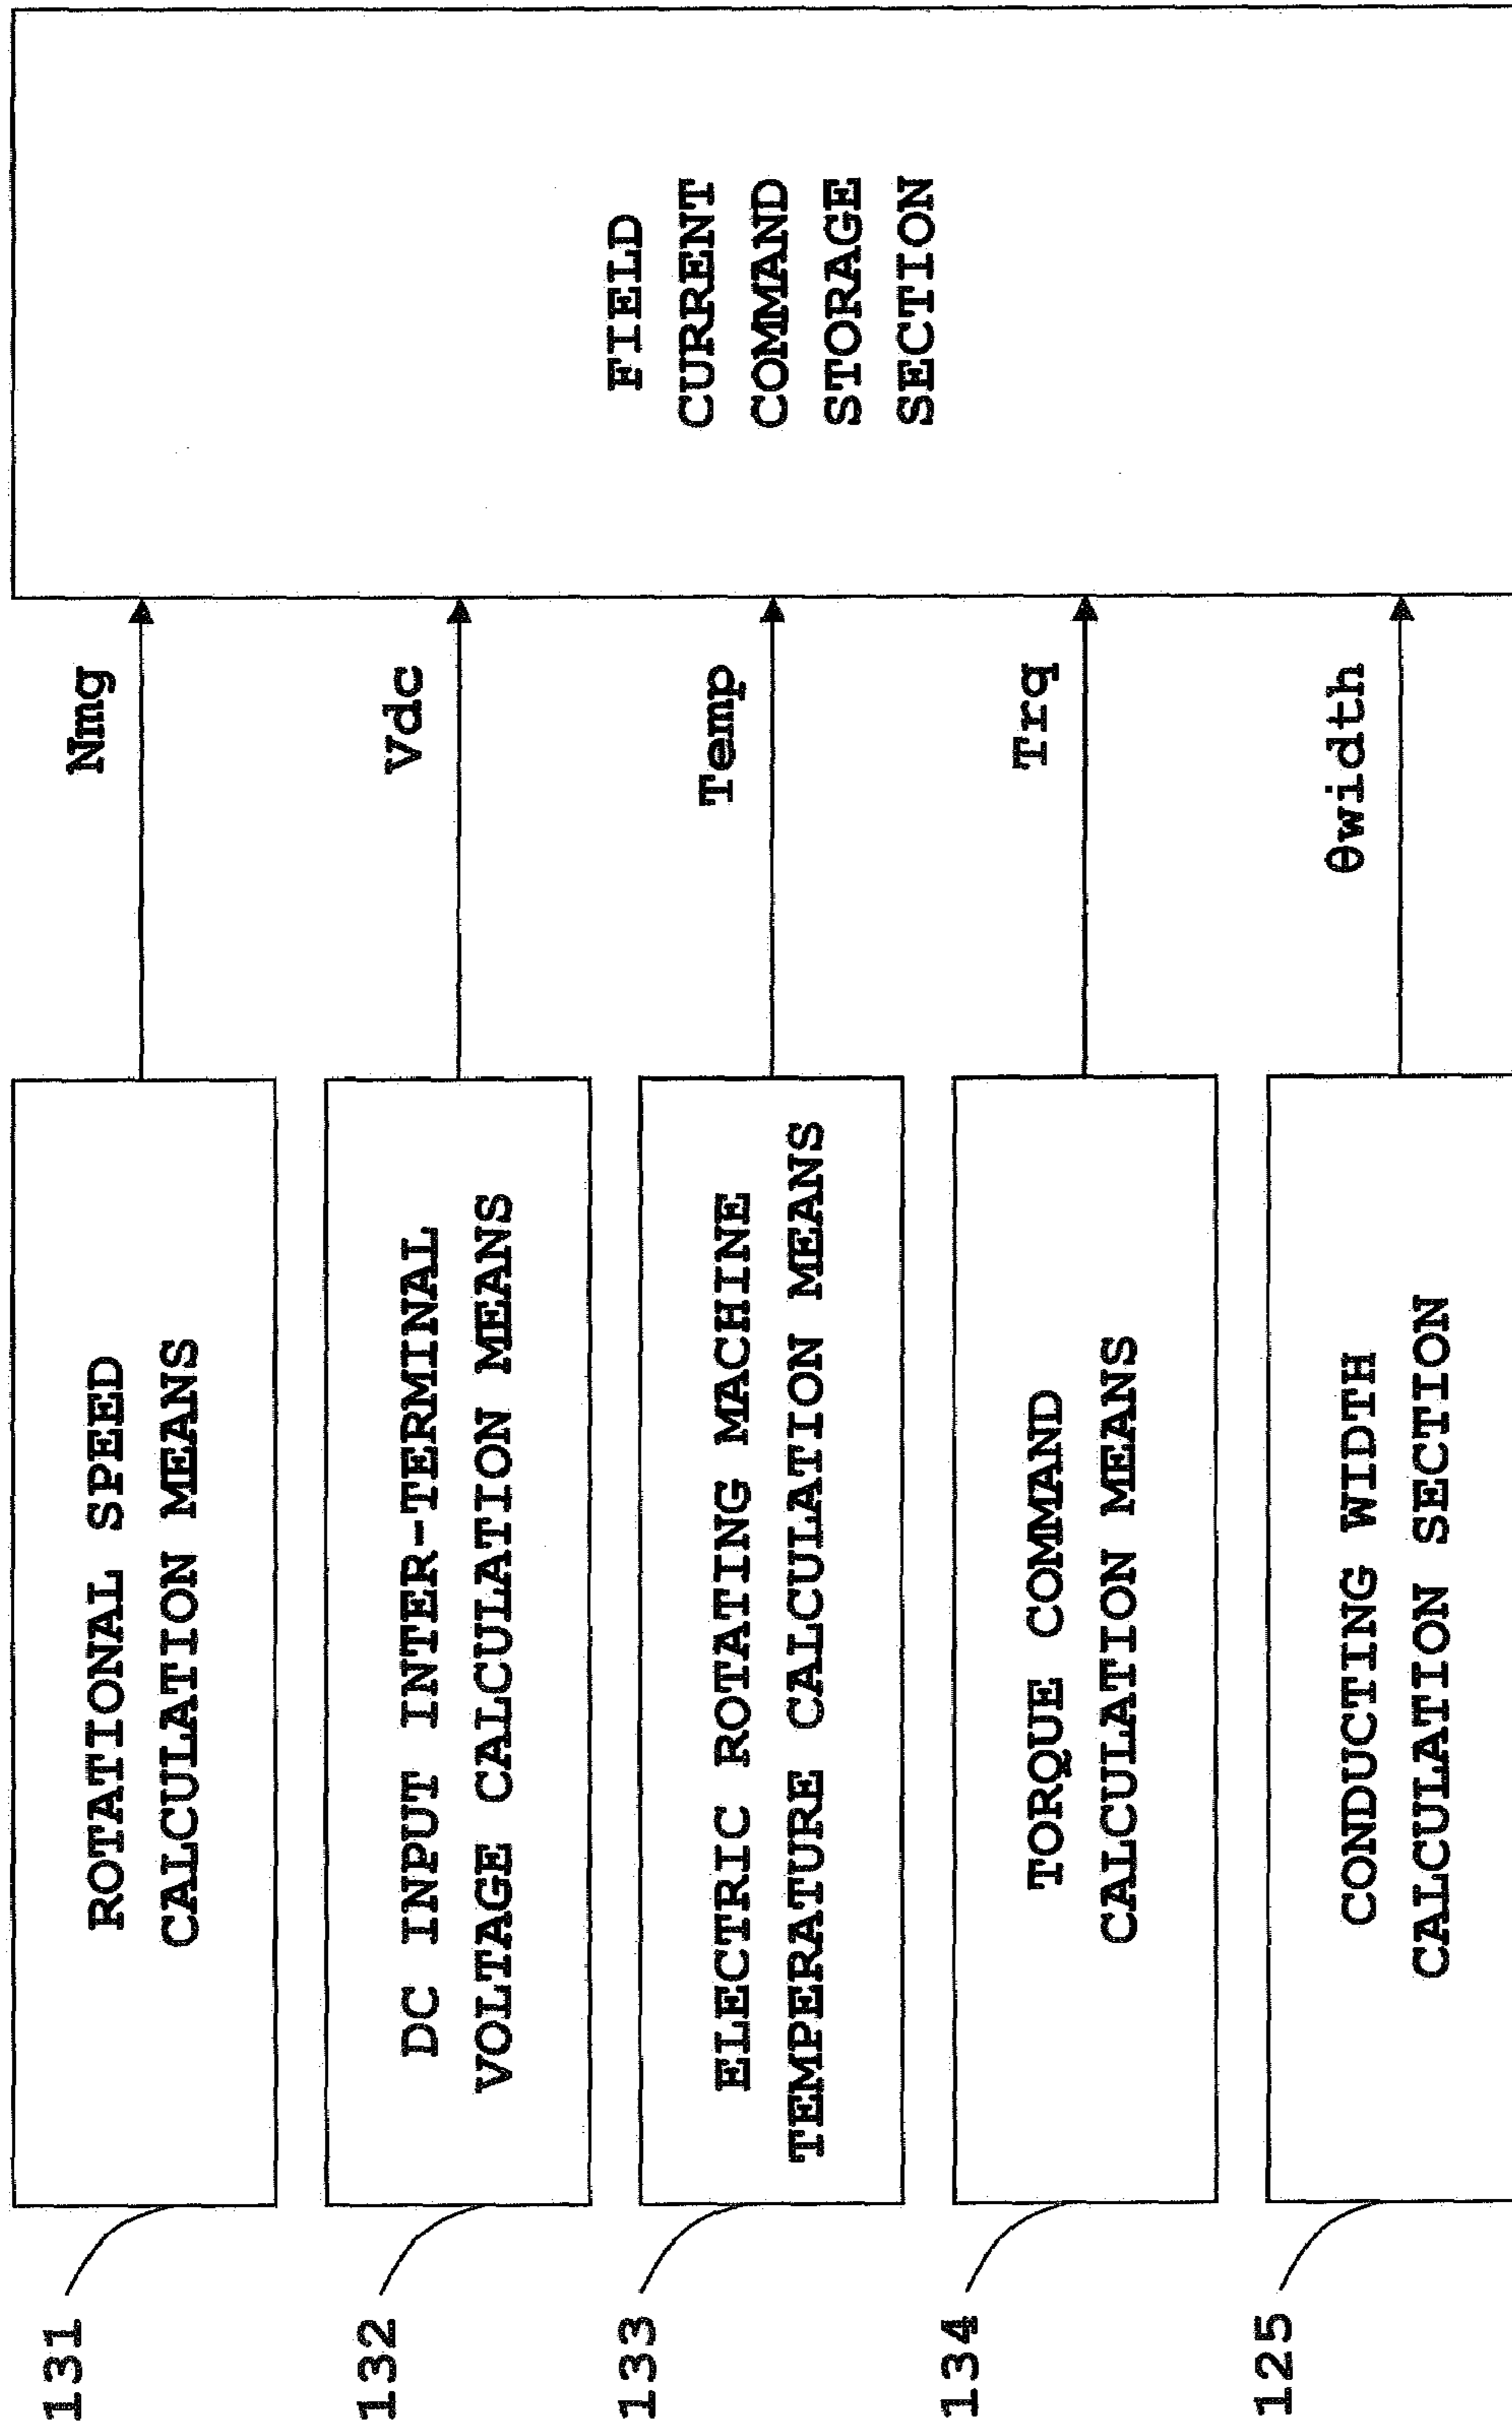 131
ROTATIONAL SPEED
CALCULATION MEANS
Nmg
132
DC INPUT INTER-TERMINAL
VOLTAGE CALCULATION MEANS
Vdc
133
ELECTRIC ROTATING MACHINE
TEMPERATURE CALCULATION MEANS
Temp
134
TORQUE COMMAND
CALCULATION MEANS
Trq
125
CONDUCTING WIDTH
CALCULATION SECTION
θwidth
FIELD
CURRENT
COMMAND
STORAGE
SECTION